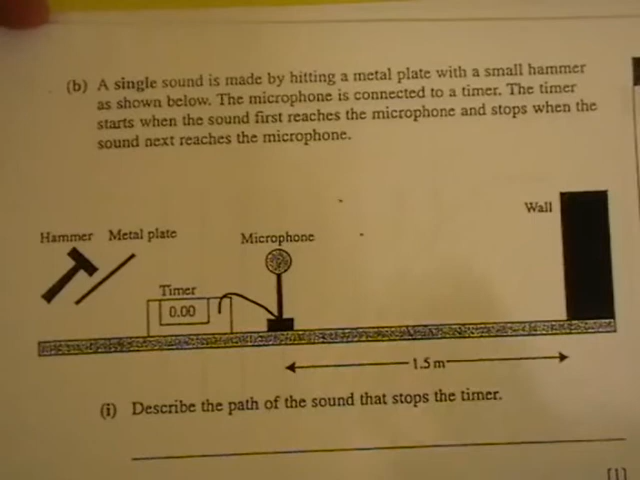 (b) A single sound is made by hitting a metal plate with a small hammer
as shown below. The microphone is connected to a timer. The timer
starts when the sound first reaches the microphone and stops when the
sound next reaches the microphone.
Wall
Hammer Metal plate Microphone
Timer
0.00
1.5 m
(i) Describe the path of the sound that stops the timer.
[1]